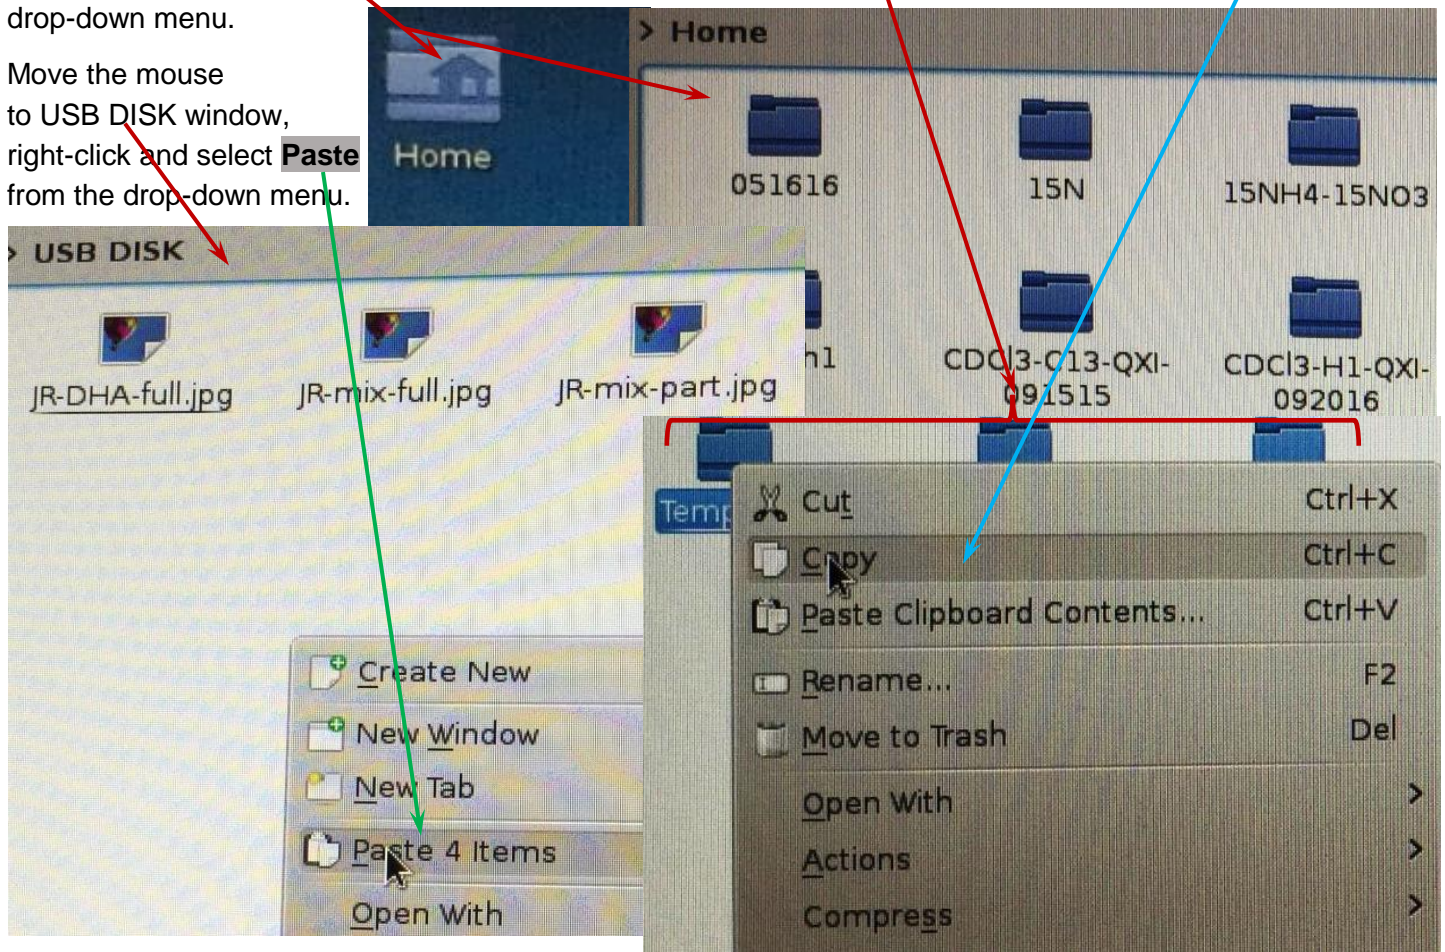 drop-down menu.
Move the mouse
to USB DISK window,
right-click and select Paste
from the drop-down menu.
Home
> Home
051616
15N
15NH4-15NO3
h1
CDCl3-C13-QXI-
091515
CDCl3-H1-QXI-
092016
> USB DISK
JR-DHA-full.jpg
JR-mix-full.jpg
JR-mix-part.jpg
Create New
New Window
New Tab
Paste 4 Items
Open With
Temp
Cut Ctrl+X
Copy Ctrl+C
Paste Clipboard Contents... Ctrl+V
Rename... F2
Move to Trash Del
Open With >
Actions >
Compress >